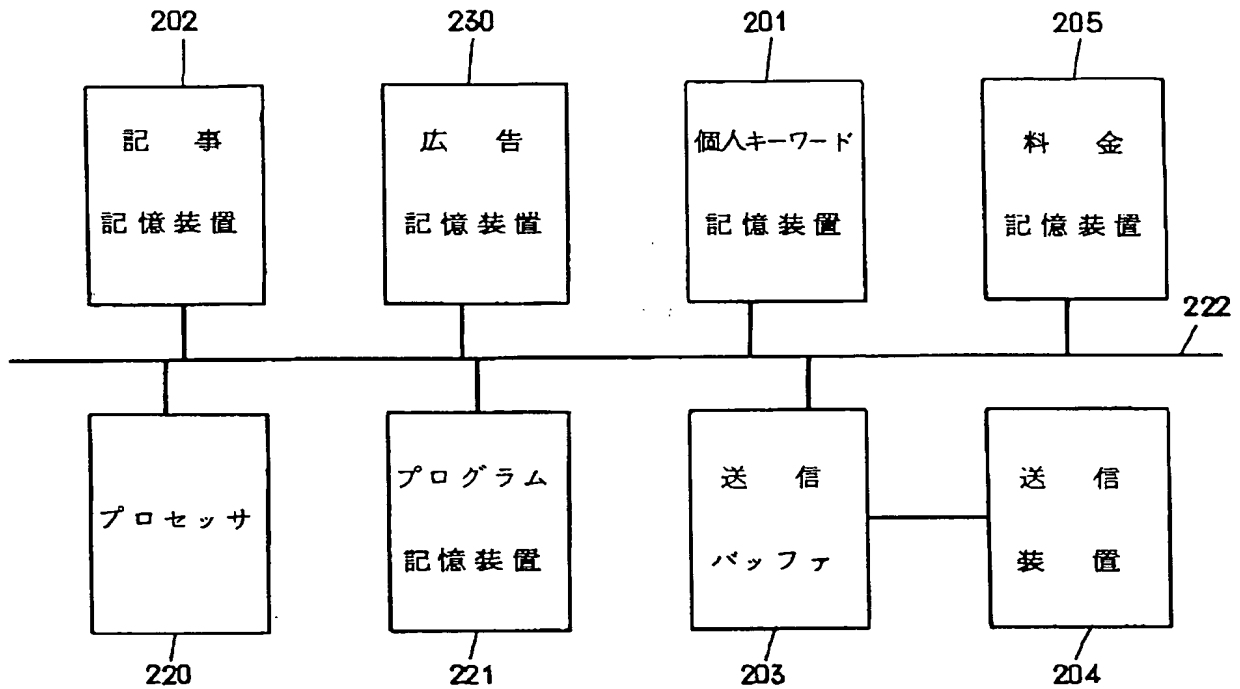 202
230
201
205
記事
記憶装置
広告
記憶装置
個人キーワード
記憶装置
料金
記憶装置
222
プロセッサ
プログラム
記憶装置
送信
バッファ
送信
装置
220
221
203
204